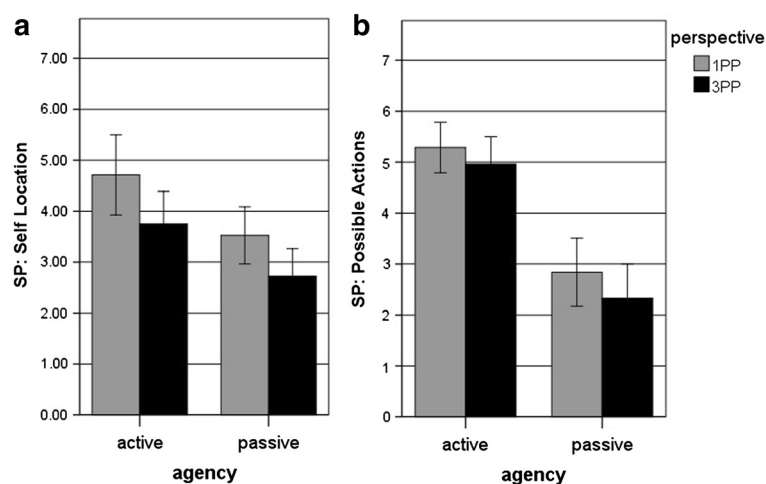 a
SP: Self Location
7.00
6.00
5.00
4.00
3.00
2.00
1.00
0.00
active
passive
agency
b
SP: Possible Actions
7
6
5
4
3
2
1
0
active
passive
agency
perspective
1PP
3PP